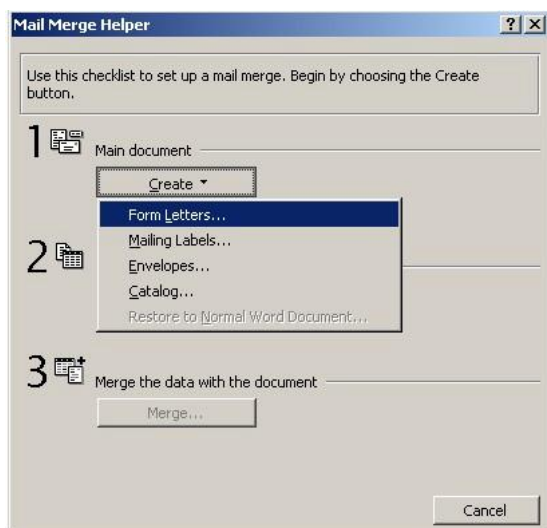 Mail Merge Helper
Use this checklist to set up a mail merge. Begin by choosing the Create
button.
1
Main document
Create
Form Letters...
Mailing Labels...
2
Envelopes...
Catalog...
Restore to Normal Word Document...
3
Merge the data with the document
Merge...
Cancel